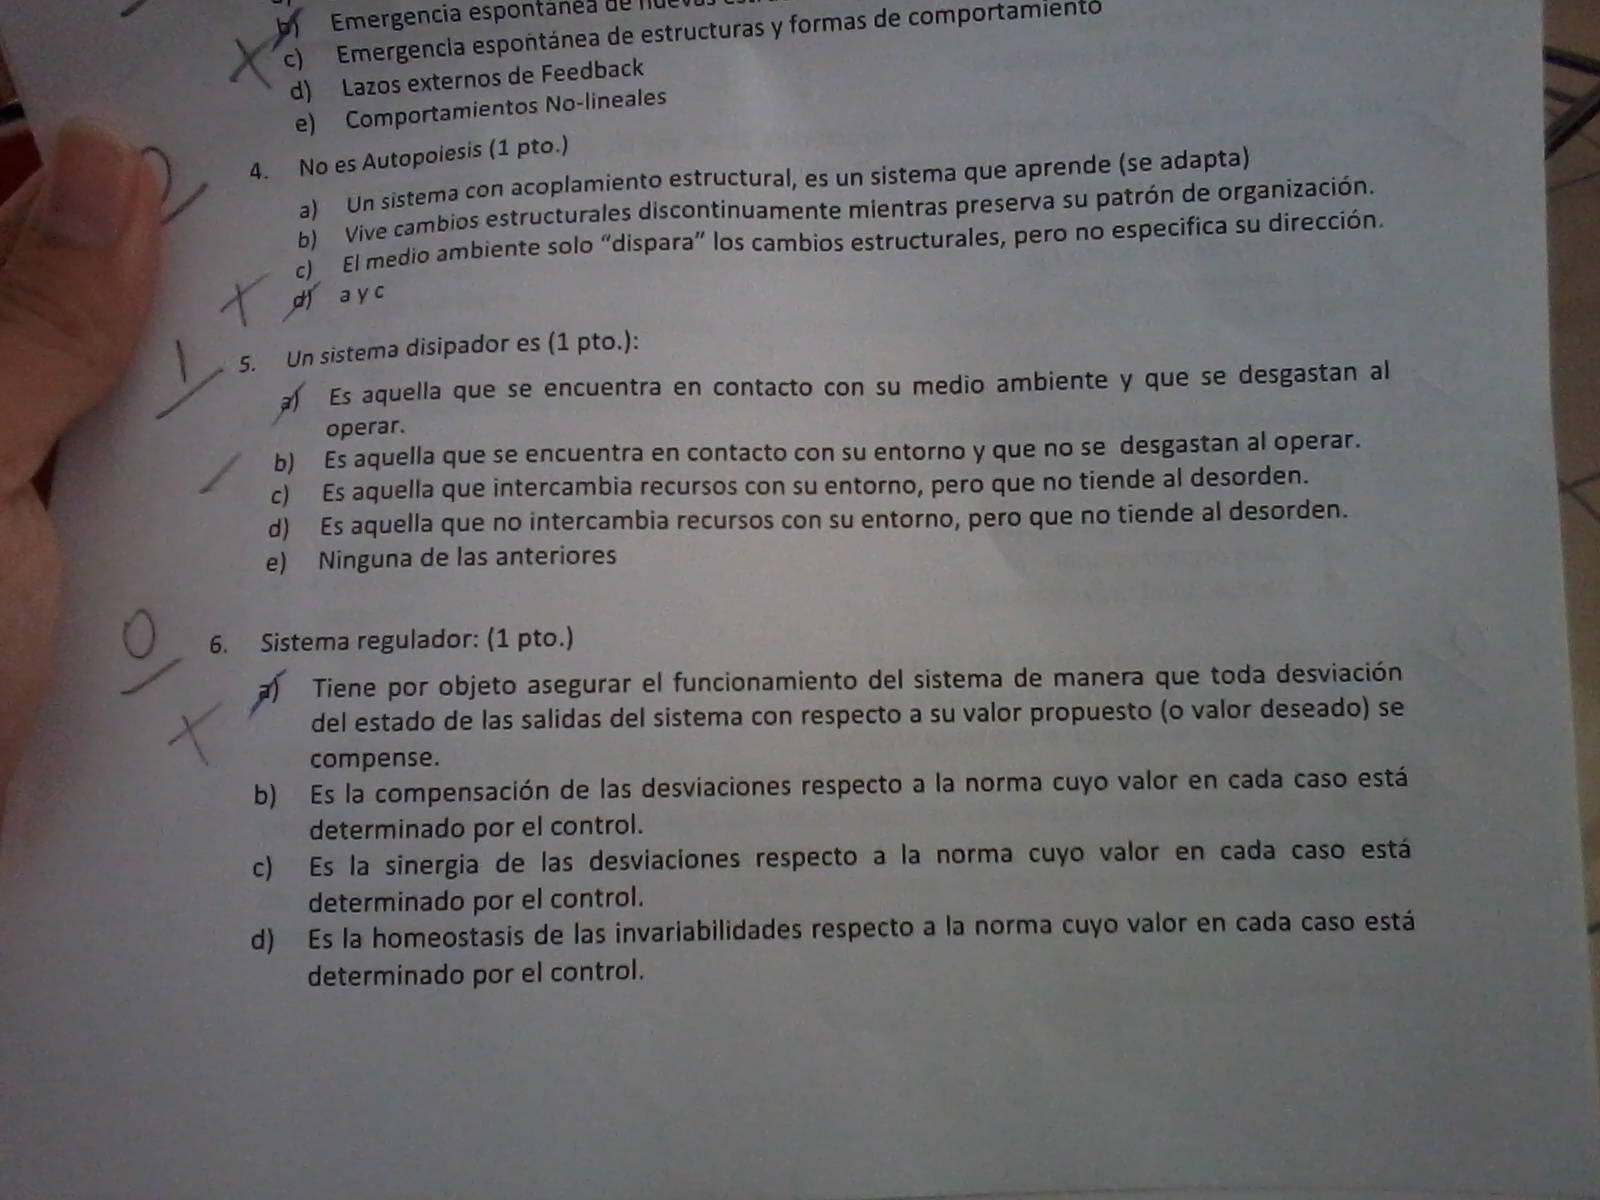 b) Emergencia espontánea de
c) Emergencia espontánea de estructuras y formas de comportamiento
d) Lazos externos de Feedback
e) Comportamientos No-lineales
4. No es Autopoiesis (1 pto.)
a) Un sistema con acoplamiento estructural, es un sistema que aprende (se adapta)
b) Vive cambios estructurales discontinuamente mientras preserva su patrón de organización.
c) El medio ambiente solo “dispara” los cambios estructurales, pero no especifica su dirección.
d) a y c
1
5. Un sistema disipador es (1 pto.):
a) Es aquella que se encuentra en contacto con su medio ambiente y que se desgastan al
operar.
b) Es aquella que se encuentra en contacto con su entorno y que no se desgastan al operar.
c) Es aquella que intercambia recursos con su entorno, pero que no tiende al desorden.
d) Es aquella que no intercambia recursos con su entorno, pero que no tiende al desorden.
e) Ninguna de las anteriores
0
6. Sistema regulador: (1 pto.)
a) Tiene por objeto asegurar el funcionamiento del sistema de manera que toda desviación
del estado de las salidas del sistema con respecto a su valor propuesto (o valor deseado) se
compense.
b) Es la compensación de las desviaciones respecto a la norma cuyo valor en cada caso está
determinado por el control.
c) Es la sinergia de las desviaciones respecto a la norma cuyo valor en cada caso está
determinado por el control.
d) Es la homeostasis de las invariabilidades respecto a la norma cuyo valor en cada caso está
determinado por el control.